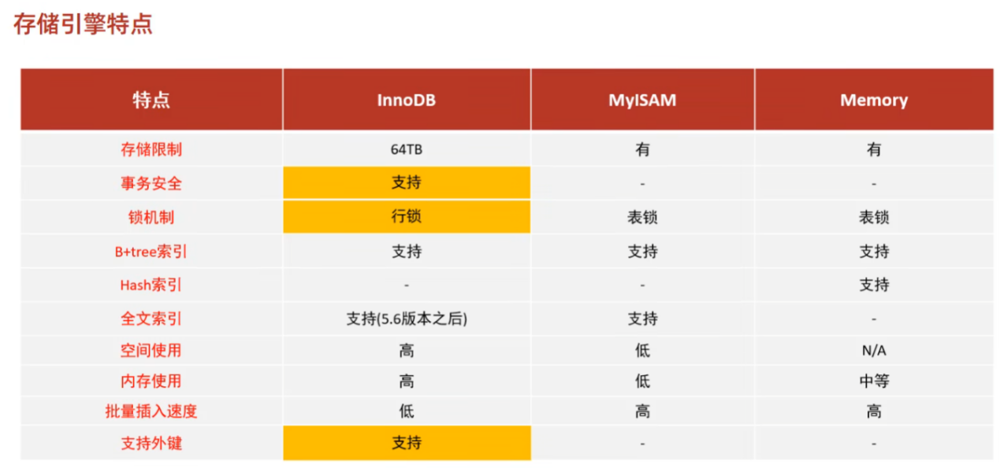 存储引擎特点
特点 InnoDB MyISAM Memory
存储限制 64TB 有 有
事务安全 支持 - -
锁机制 行锁 表锁 表锁
B+tree索引 支持 支持 支持
Hash索引 - - 支持
全文索引 支持(5.6版本之后) 支持 -
空间使用 高 低 N/A
内存使用 高 低 中等
批量插入速度 低 高 高
支持外键 支持 - -